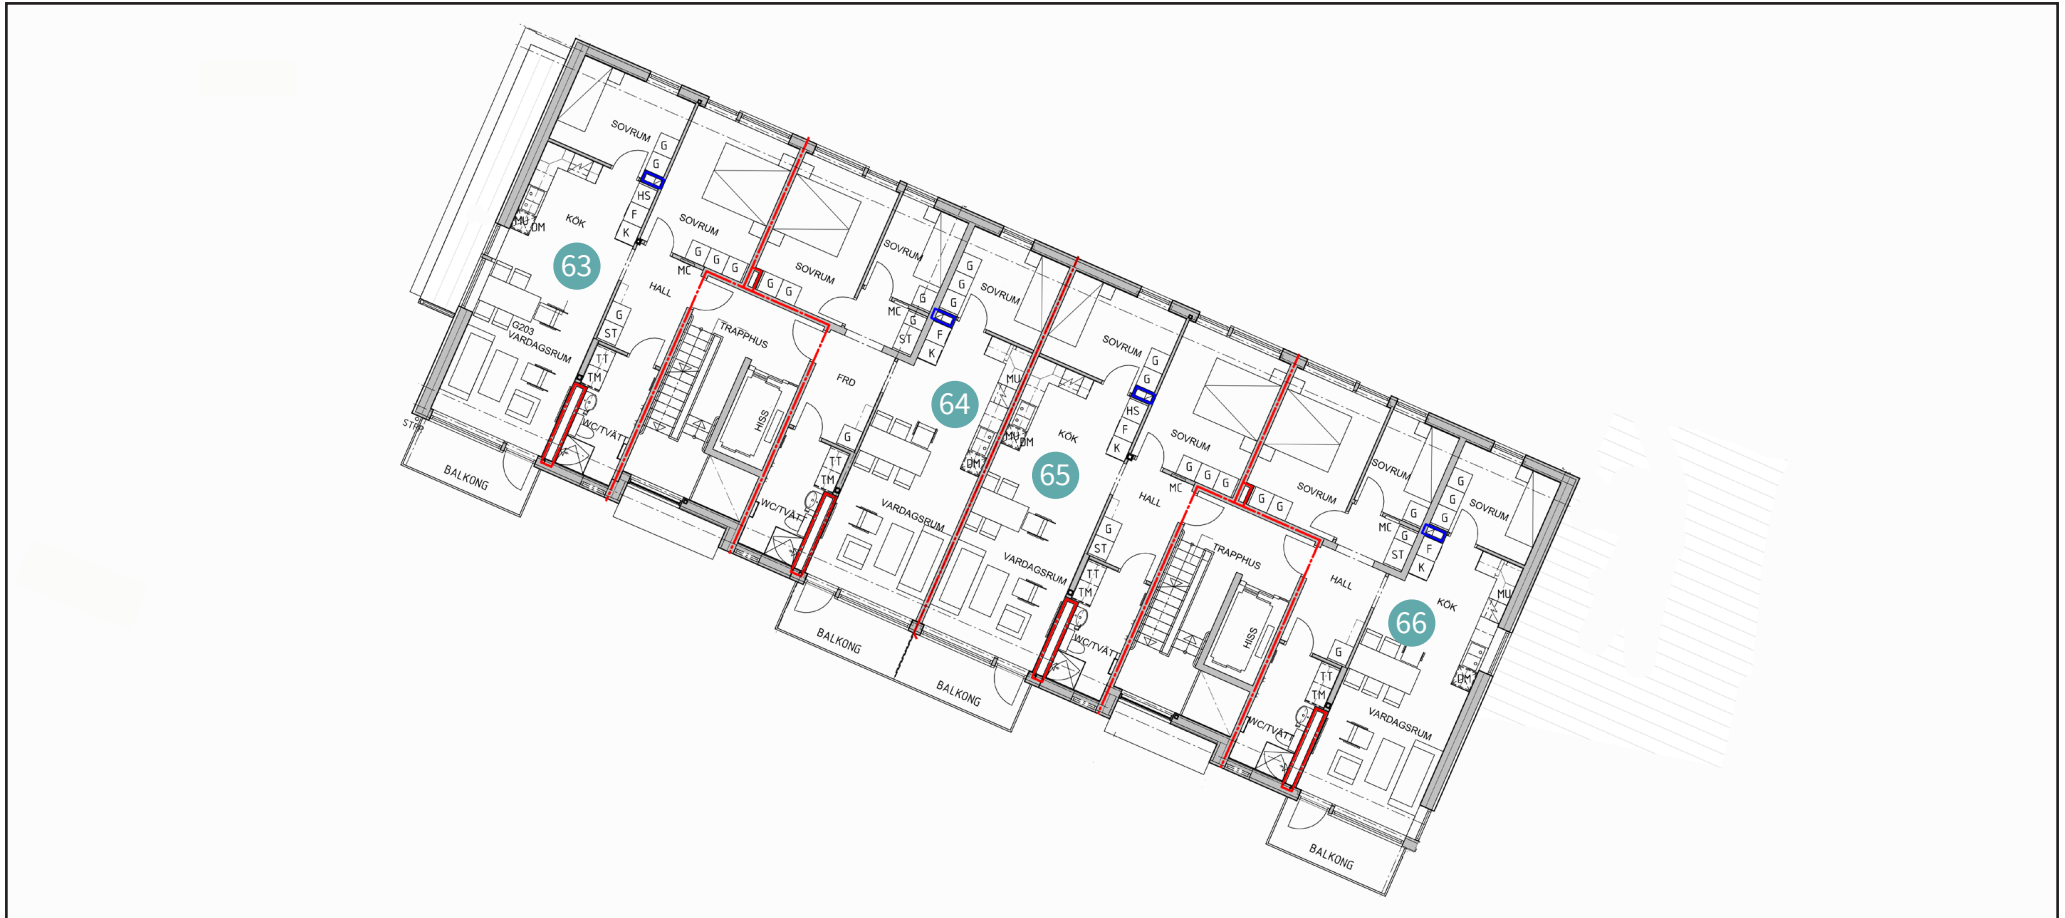 SOVRUM
G
G
HS
F
K
MU
DM
KÖK
63
G203
VARDAGSRUM
STRP
BALKONG
SOVRUM
G G G
MC
HALL
G
ST
TT
TM
WC/TVÄTT
TRAPPHUS
HISS
SOVRUM
G G
SOVRUM
G
MC
G
ST
FRD
G
TT
TM
WC/TVÄTT
G
G
G
F
K
SOVRUM
MU
64
DM
VARDAGSRUM
BALKONG
SOVRUM
G
G
HS
F
K
MU
DM
KÖK
65
VARDAGSRUM
BALKONG
SOVRUM
G G G
MC
HALL
G
ST
TT
TM
WC/TVÄTT
TRAPPHUS
HISS
SOVRUM
G G
SOVRUM
G
MC
G
ST
HALL
G
TT
TM
WC/TVÄTT
G
G
G
F
K
SOVRUM
MU
KÖK
66
DM
VARDAGSRUM
BALKONG